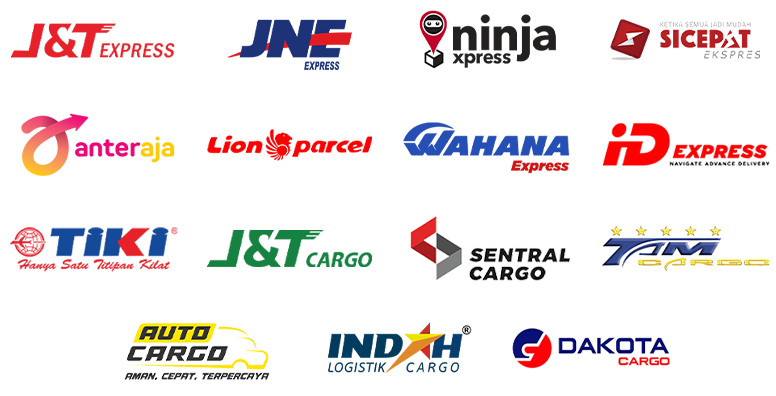 J&T EXPRESS
JNE
EXPRESS
ninja
xpress
KETIKA SEMUA JADI MUDAH
SICEPAT
EKSPRES
anteraja
Lion parcel
WAHANA
Express
iD EXPRESS
NAVIGATE ADVANCE DELIVERY
TIKI®
Hanya Satu Titipan Kilat
J&T CARGO
SENTRAL
CARGO
TAM
CARGO
AUTO
CARGO
AMAN, CEPAT, TERPERCAYA
INDAH®
LOGISTIK CARGO
DAKOTA
CARGO